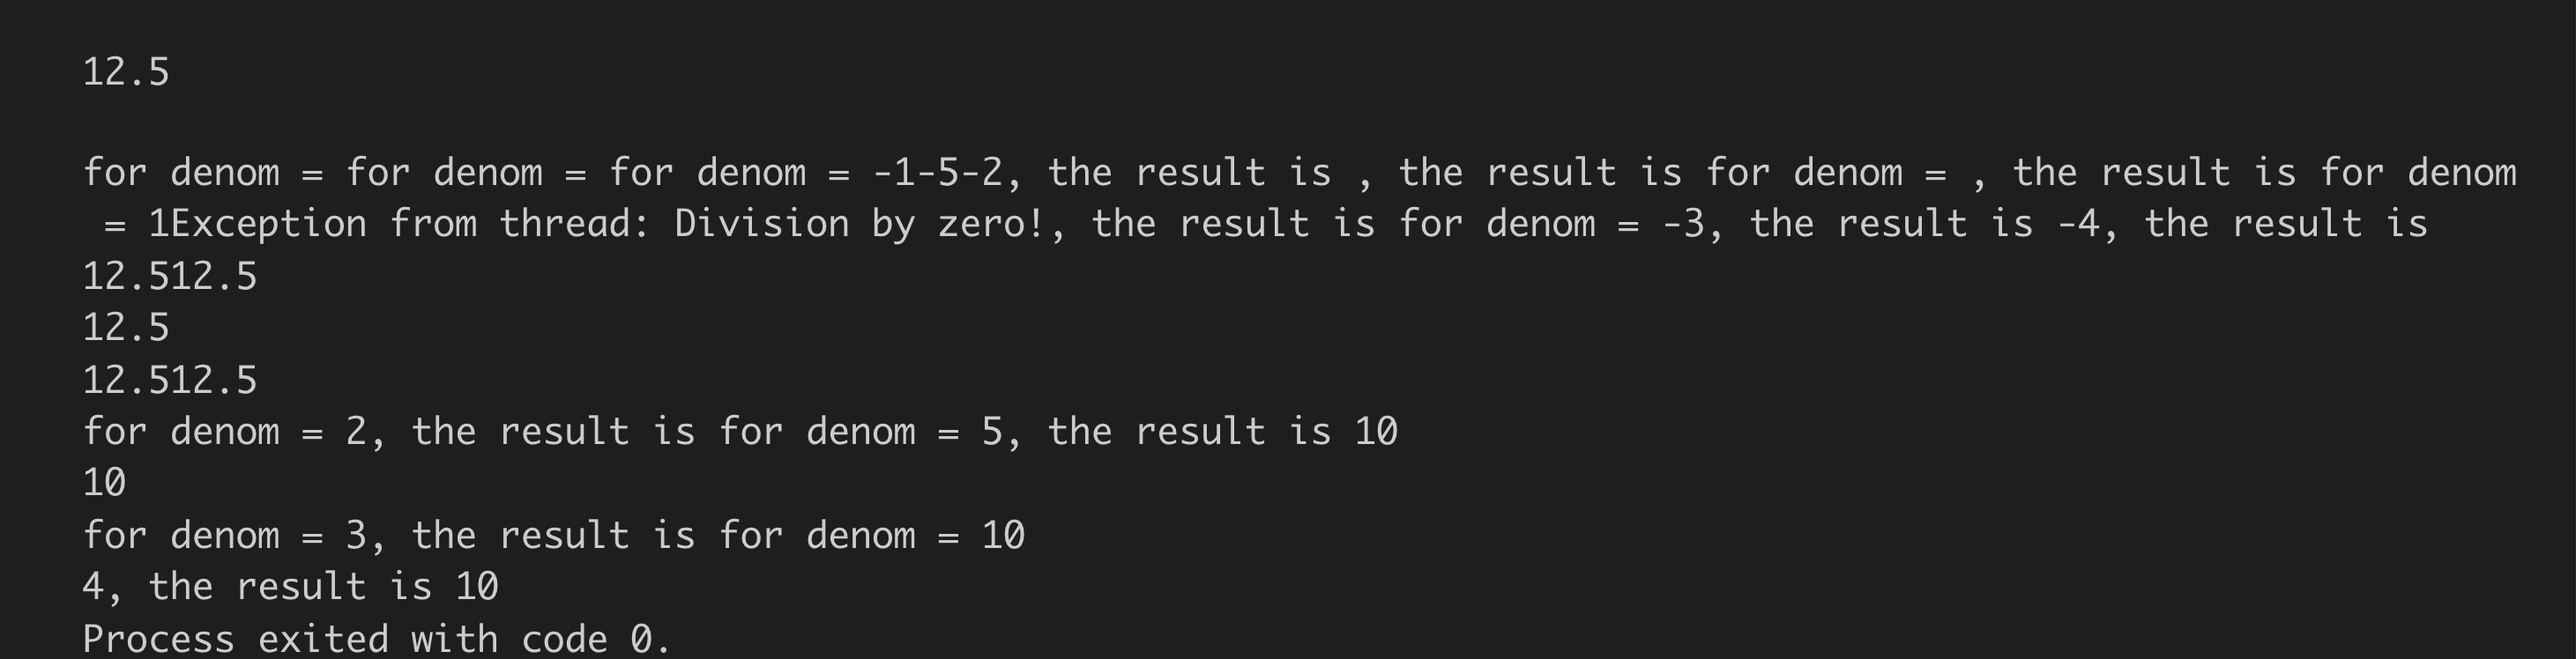 12.5
for denom = for denom = for denom = -1-5-2, the result is , the result is for denom = , the result is for denom
= 1Exception from thread: Division by zero!, the result is for denom = -3, the result is -4, the result is
12.512.5
12.5
12.512.5
for denom = 2, the result is for denom = 5, the result is 10
10
for denom = 3, the result is for denom = 10
4, the result is 10
Process exited with code 0.